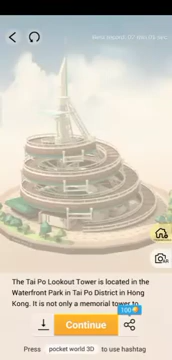 The Tai Po Lookout Tower is located in the
Waterfront Park in Tai Po District in Hong
Kong. It is not only a memorial tower to
100
Continue
Press pocket world 3D to use hashtag